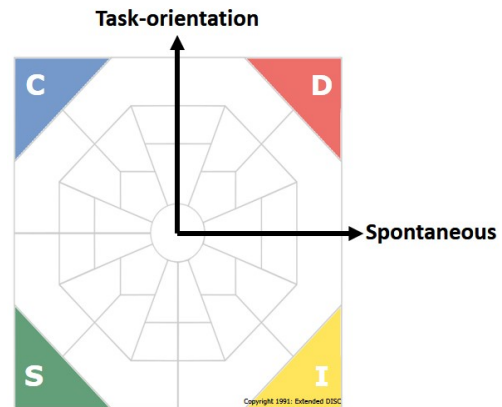 Task-orientation
C
D
Spontaneous
S
I
Copyright 1991: Extended DISC